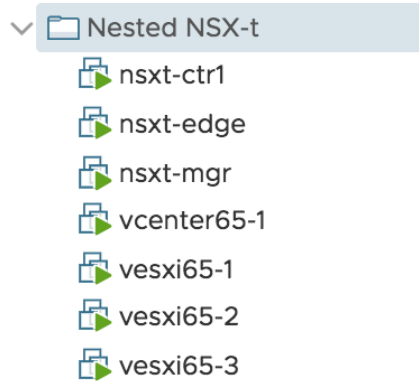 Nested NSX-t
nsxt-ctr1
nsxt-edge
nsxt-mgr
vcenter65-1
vesxi65-1
vesxi65-2
vesxi65-3